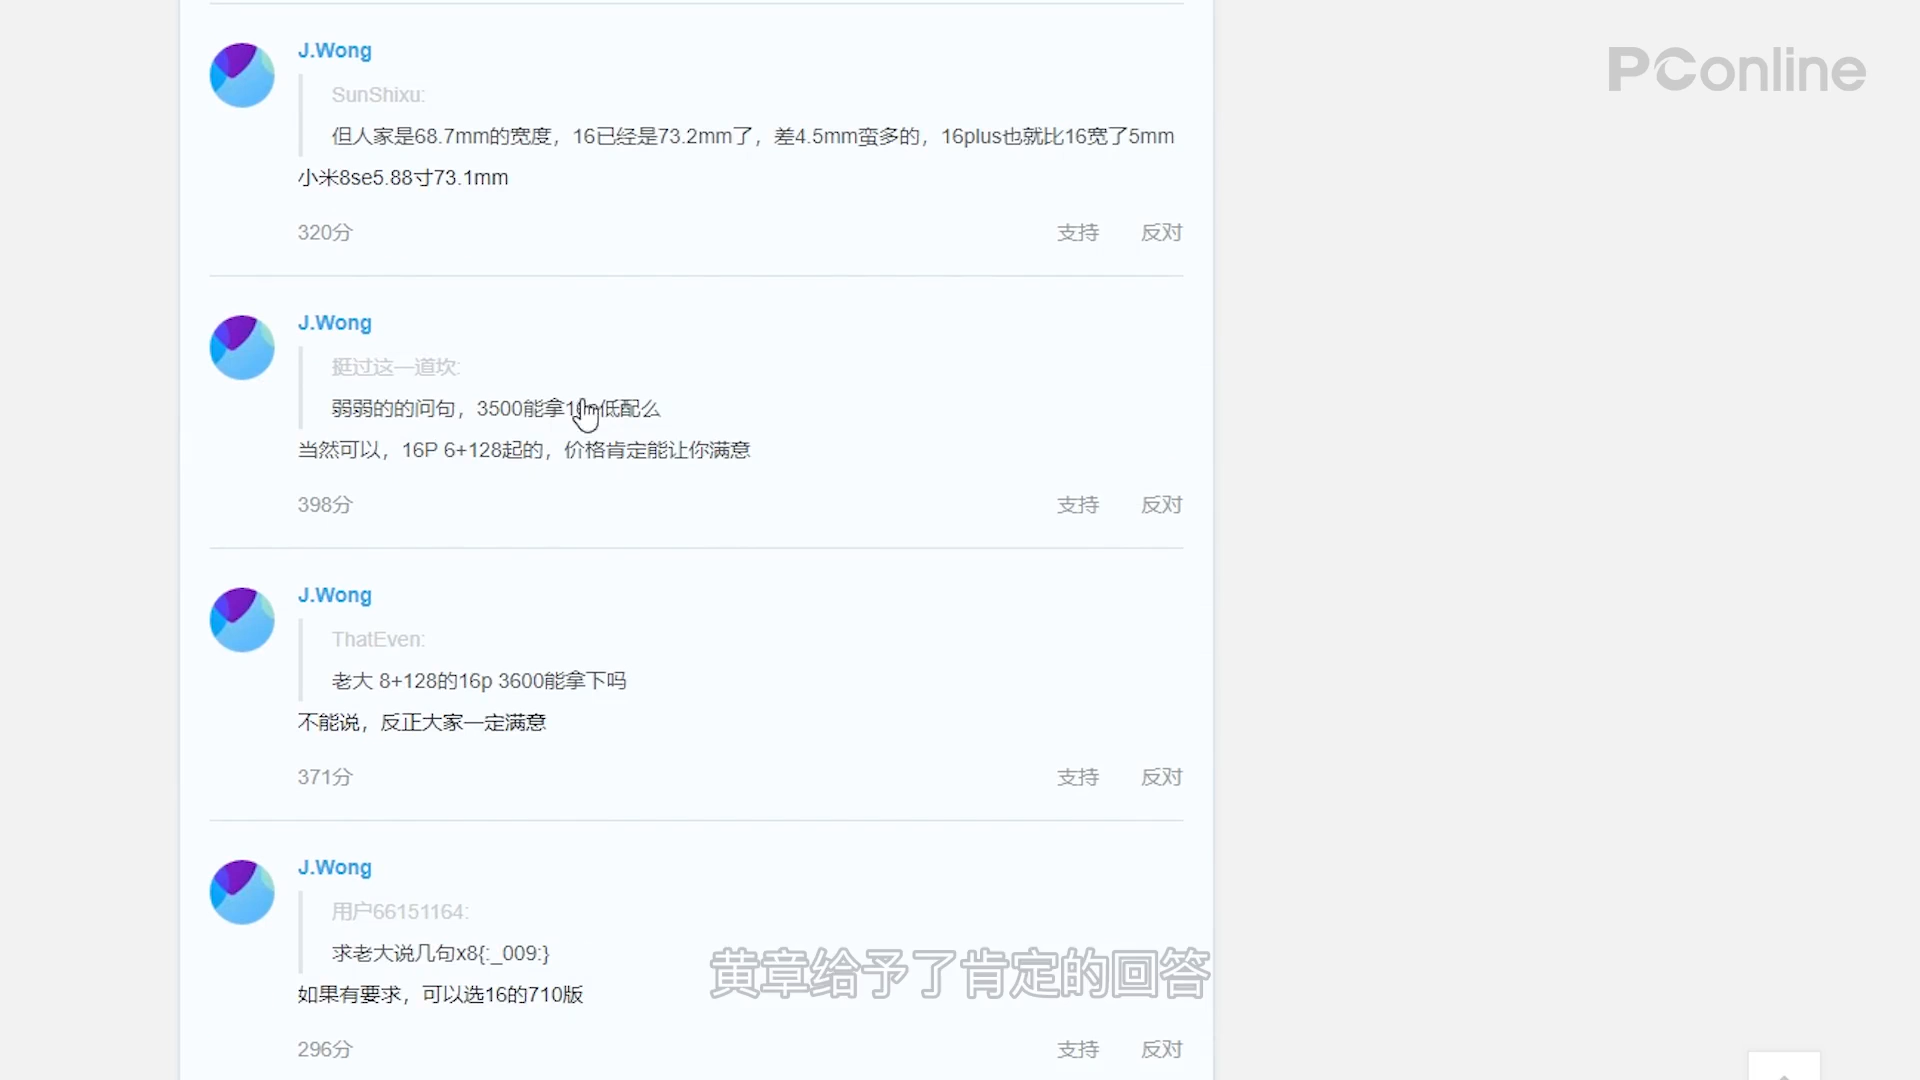 PConline
J.Wong
SunShixu:
但人家是68.7mm的宽度，16已经是73.2mm了，差4.5mm蛮多的，16plus也就比16宽了5mm
小米8se5.88寸73.1mm
320分
支持 反对
J.Wong
挺过这一道坎:
弱弱的的问句，3500能拿1 低配么
当然可以，16P 6+128起的，价格肯定能让你满意
398分
支持 反对
J.Wong
ThatEven:
老大 8+128的16p 3600能拿下吗
不能说，反正大家一定满意
371分
支持 反对
J.Wong
用户66151164:
求老大说几句x8{:_009:}
如果有要求，可以选16的710版
黄章给予了肯定的回答
296分
支持 反对